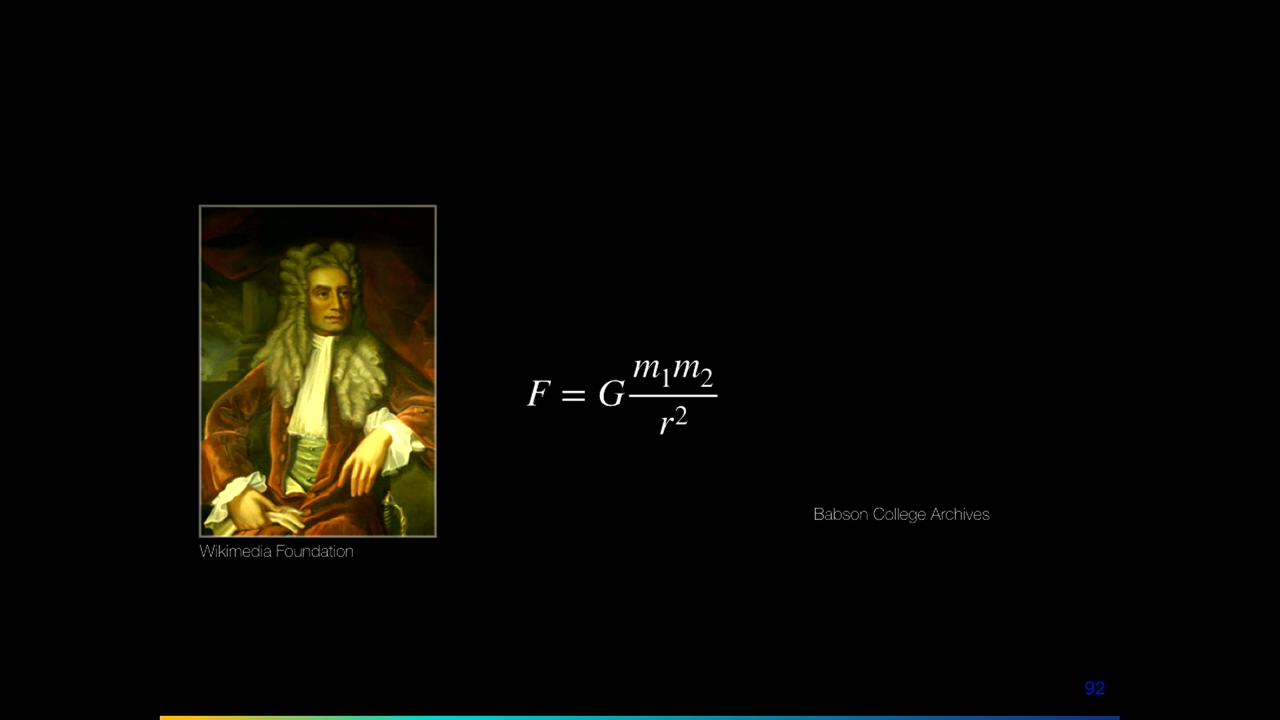 F = G m₁m₂ / r²
Babson College Archives
Wikimedia Foundation
92